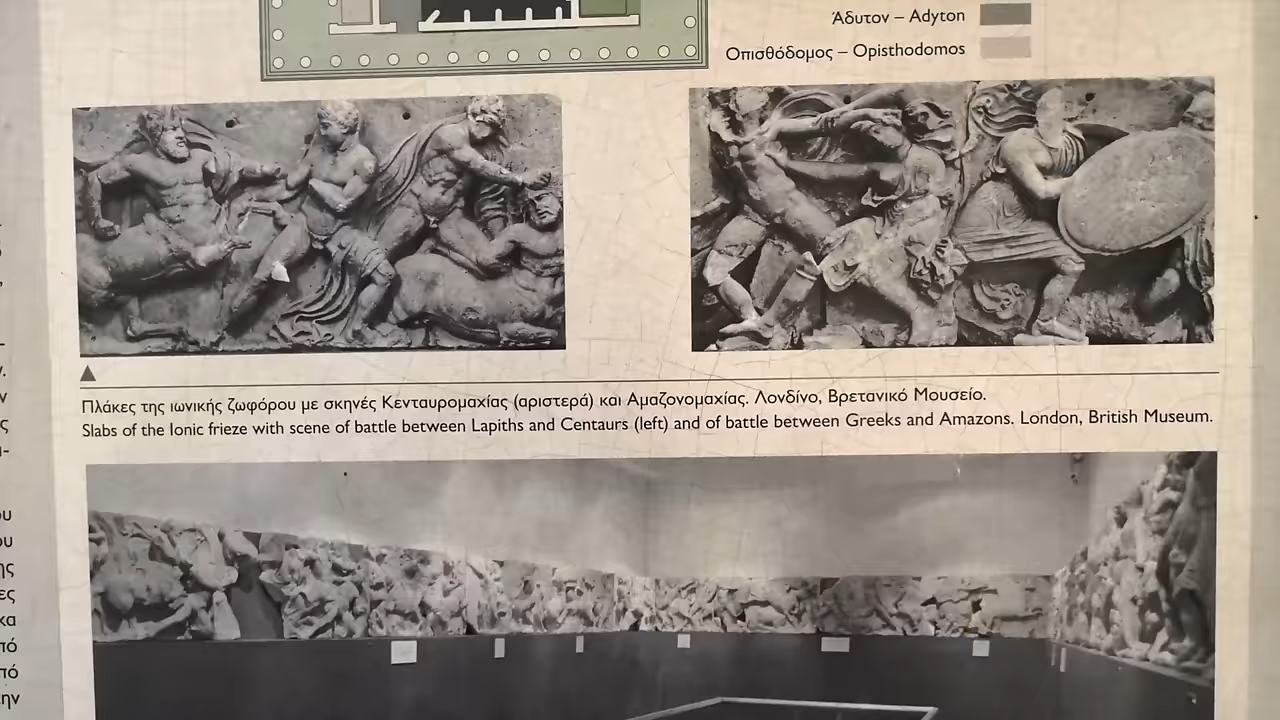 Άδυτον – Adyton
Οπισθόδομος – Opisthodomos
Πλάκες της ιωνικής ζωφόρου με σκηνές Κενταυρομαχίας (αριστερά) και Αμαζονομαχίας. Λονδίνο, Βρετανικό Μουσείο.
Slabs of the Ionic frieze with scene of battle between Lapiths and Centaurs (left) and of battle between Greeks and Amazons. London, British Museum.